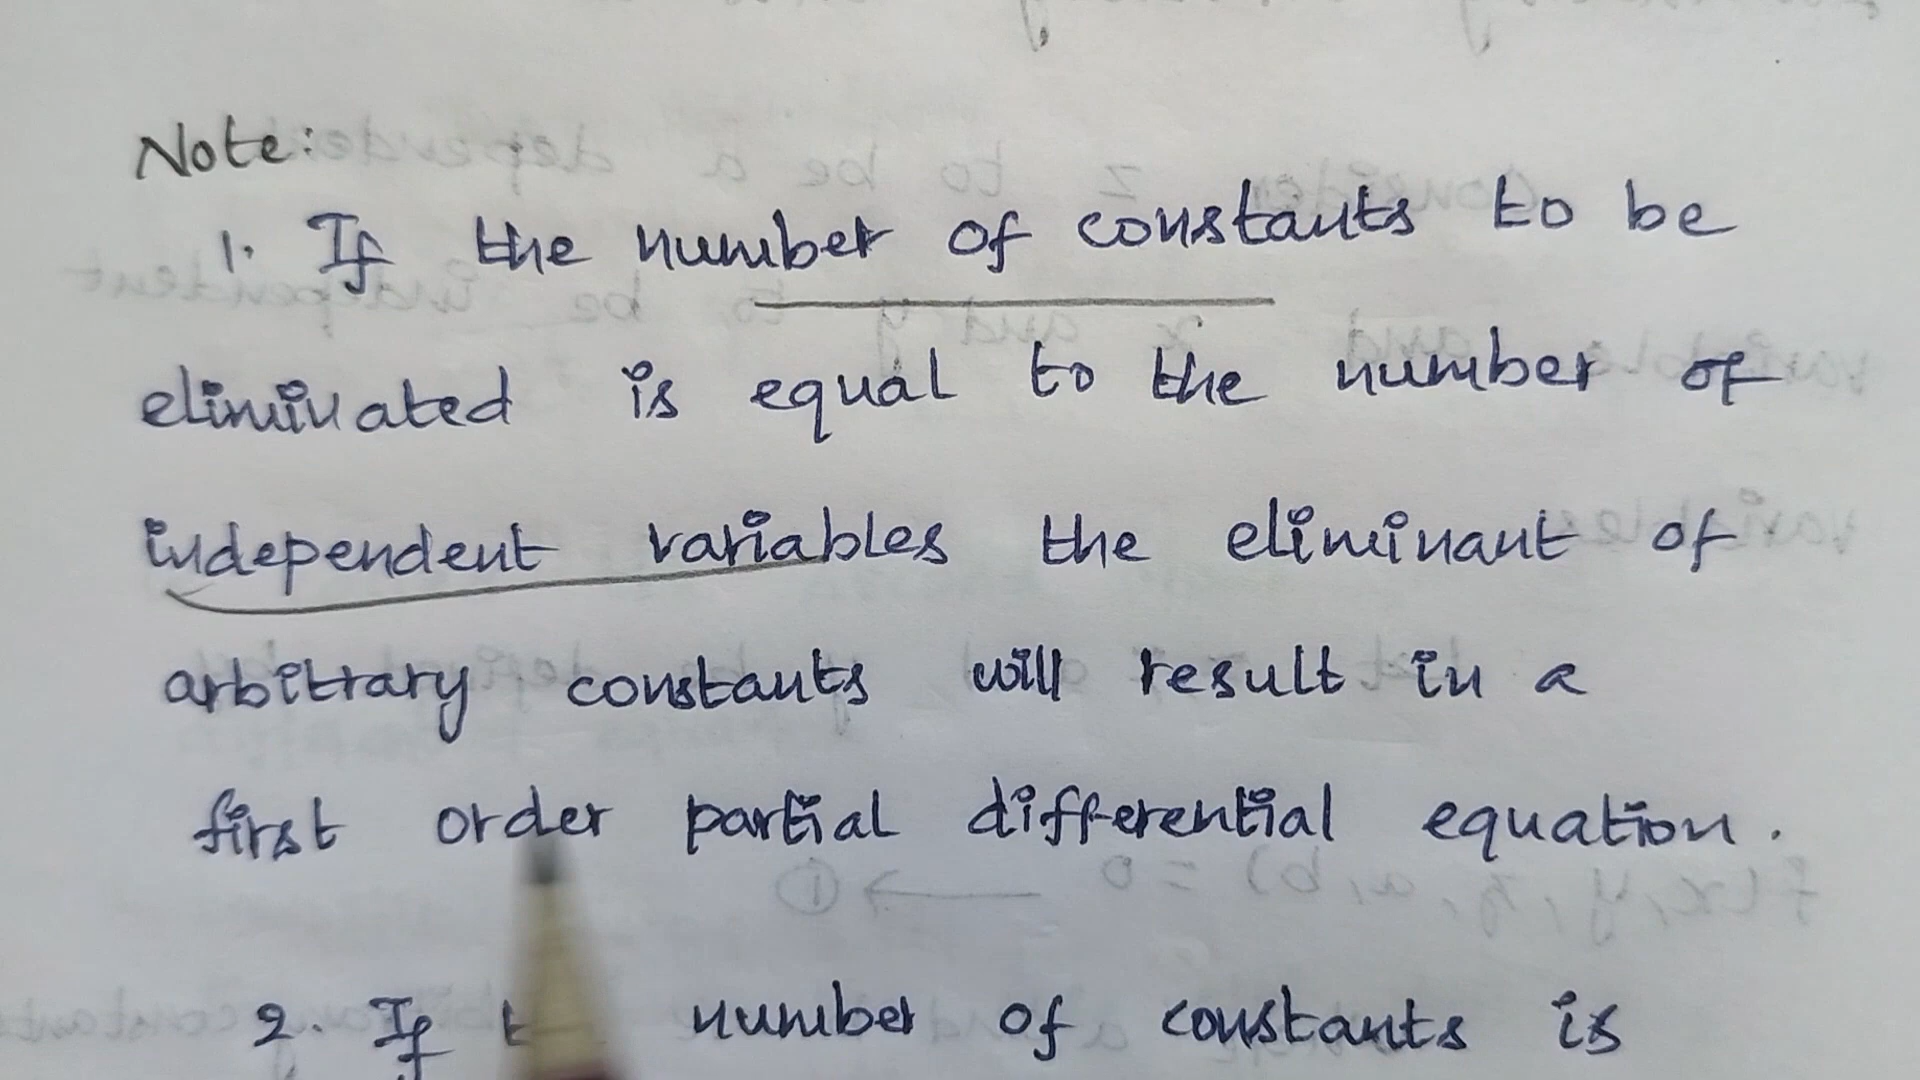 Note:
1. If the number of constants to be
eliminated is equal to the number of
independent variables the eliminant of
arbitrary constants will result in a
first order partial differential equation.
2. If number of constants is